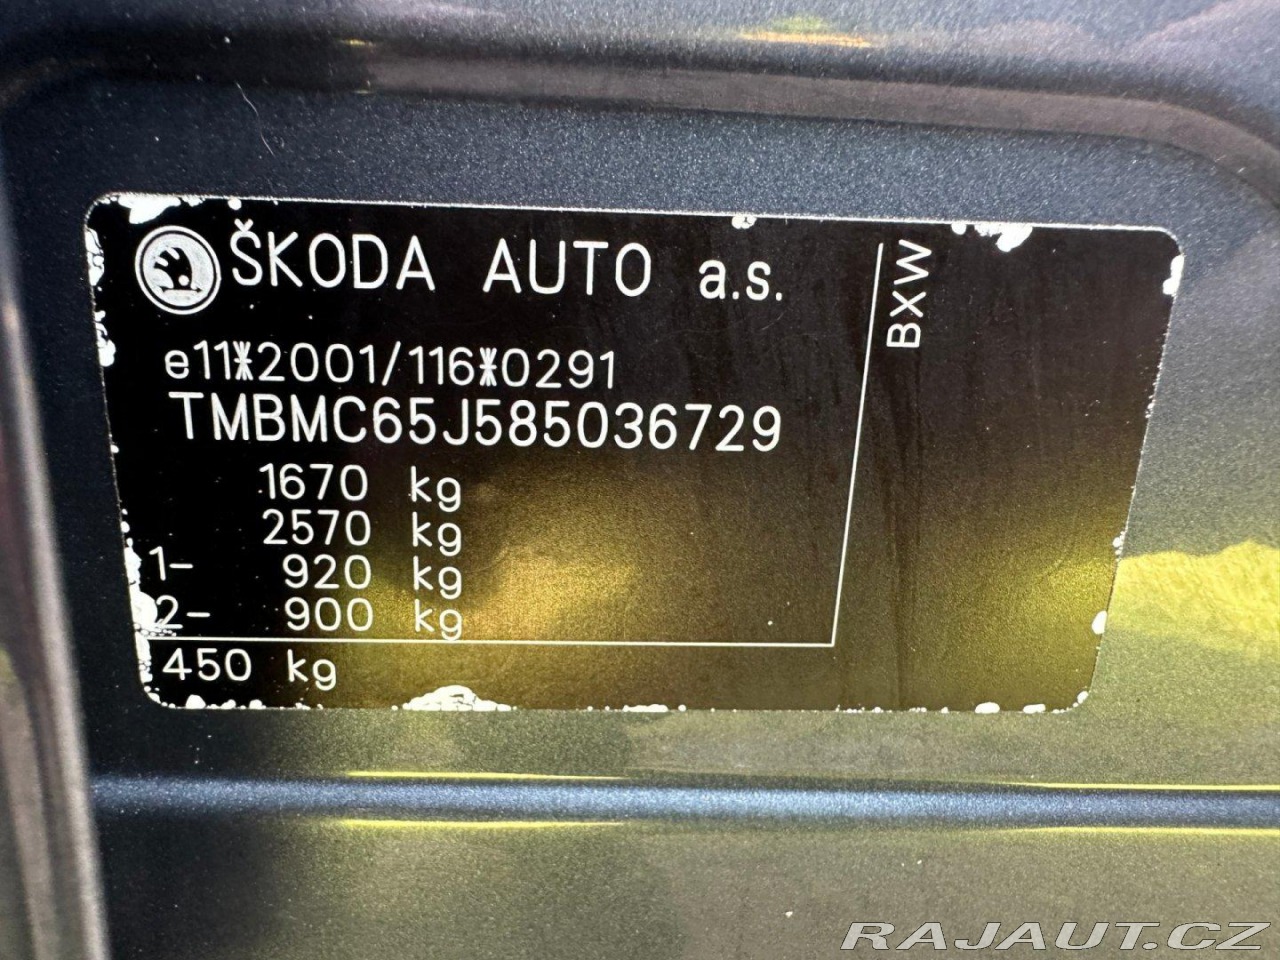 ŠKODA AUTO a.s.
BXW
e11*2001/116*0291
TMBMC65J585036729
1670 kg
2570 kg
1- 920 kg
2- 900 kg
450 kg
RAJAUT.CZ